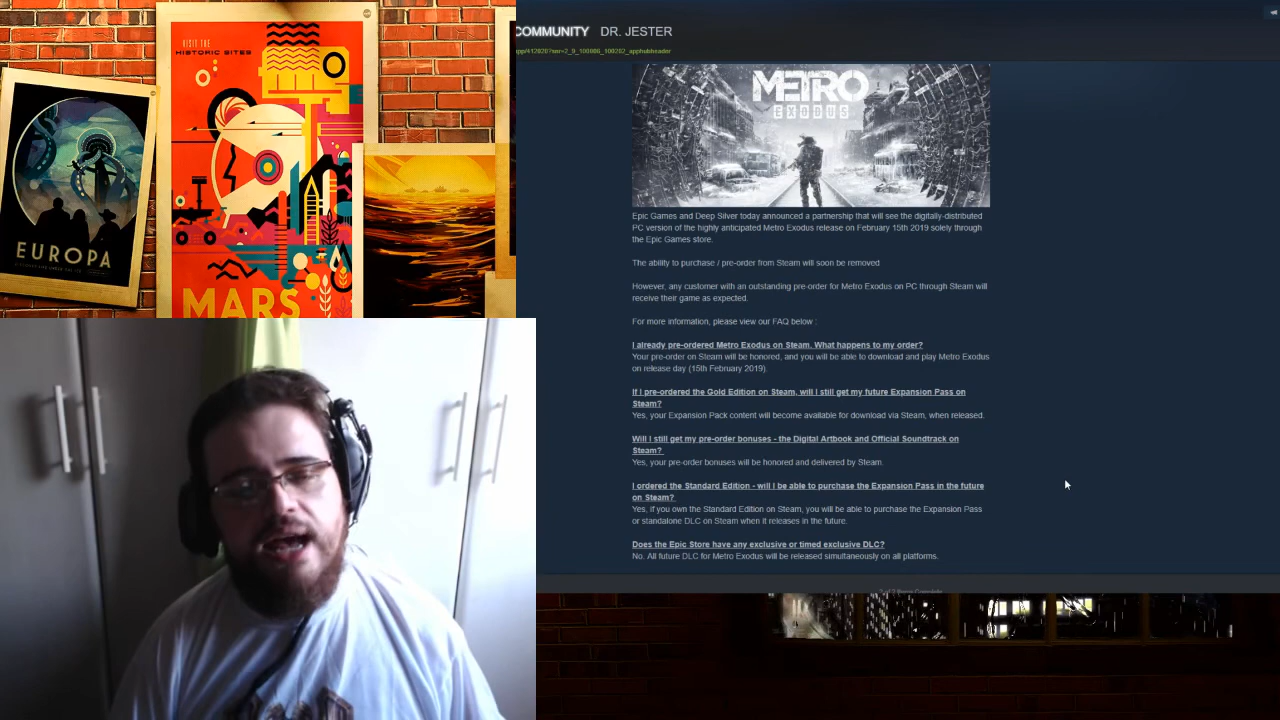 COMMUNITY DR. JESTER
VISIT THE
HISTORIC SITES
EUROPA
MARS
METRO
EXODUS
Epic Games and Deep Silver today announced a partnership that will see the digitally-distributed
PC version of the highly anticipated Metro Exodus release on February 15th 2019 solely through
the Epic Games store.
The ability to purchase / pre-order from Steam will soon be removed
However, any customer with an outstanding pre-order for Metro Exodus on PC through Steam will
receive their game as expected.
For more information, please view our FAQ below :
I already pre-ordered Metro Exodus on Steam. What happens to my order?
Your pre-order on Steam will be honored, and you will be able to download and play Metro Exodus
on release day (15th February 2019).
If I pre-ordered the Gold Edition on Steam, will I still get my future Expansion Pass on
Steam?
Yes, your Expansion Pack content will become available for download via Steam, when released.
Will I still get my pre-order bonuses - the Digital Artbook and Official Soundtrack on
Steam?
Yes, your pre-order bonuses will be honored and delivered by Steam.
I ordered the Standard Edition - will I be able to purchase the Expansion Pass in the future
on Steam?
Yes, if you own the Standard Edition on Steam, you will be able to purchase the Expansion Pass
or standalone DLC on Steam when it releases in the future.
Does the Epic Store have any exclusive or timed exclusive DLC?
No. All future DLC for Metro Exodus will be released simultaneously on all platforms.